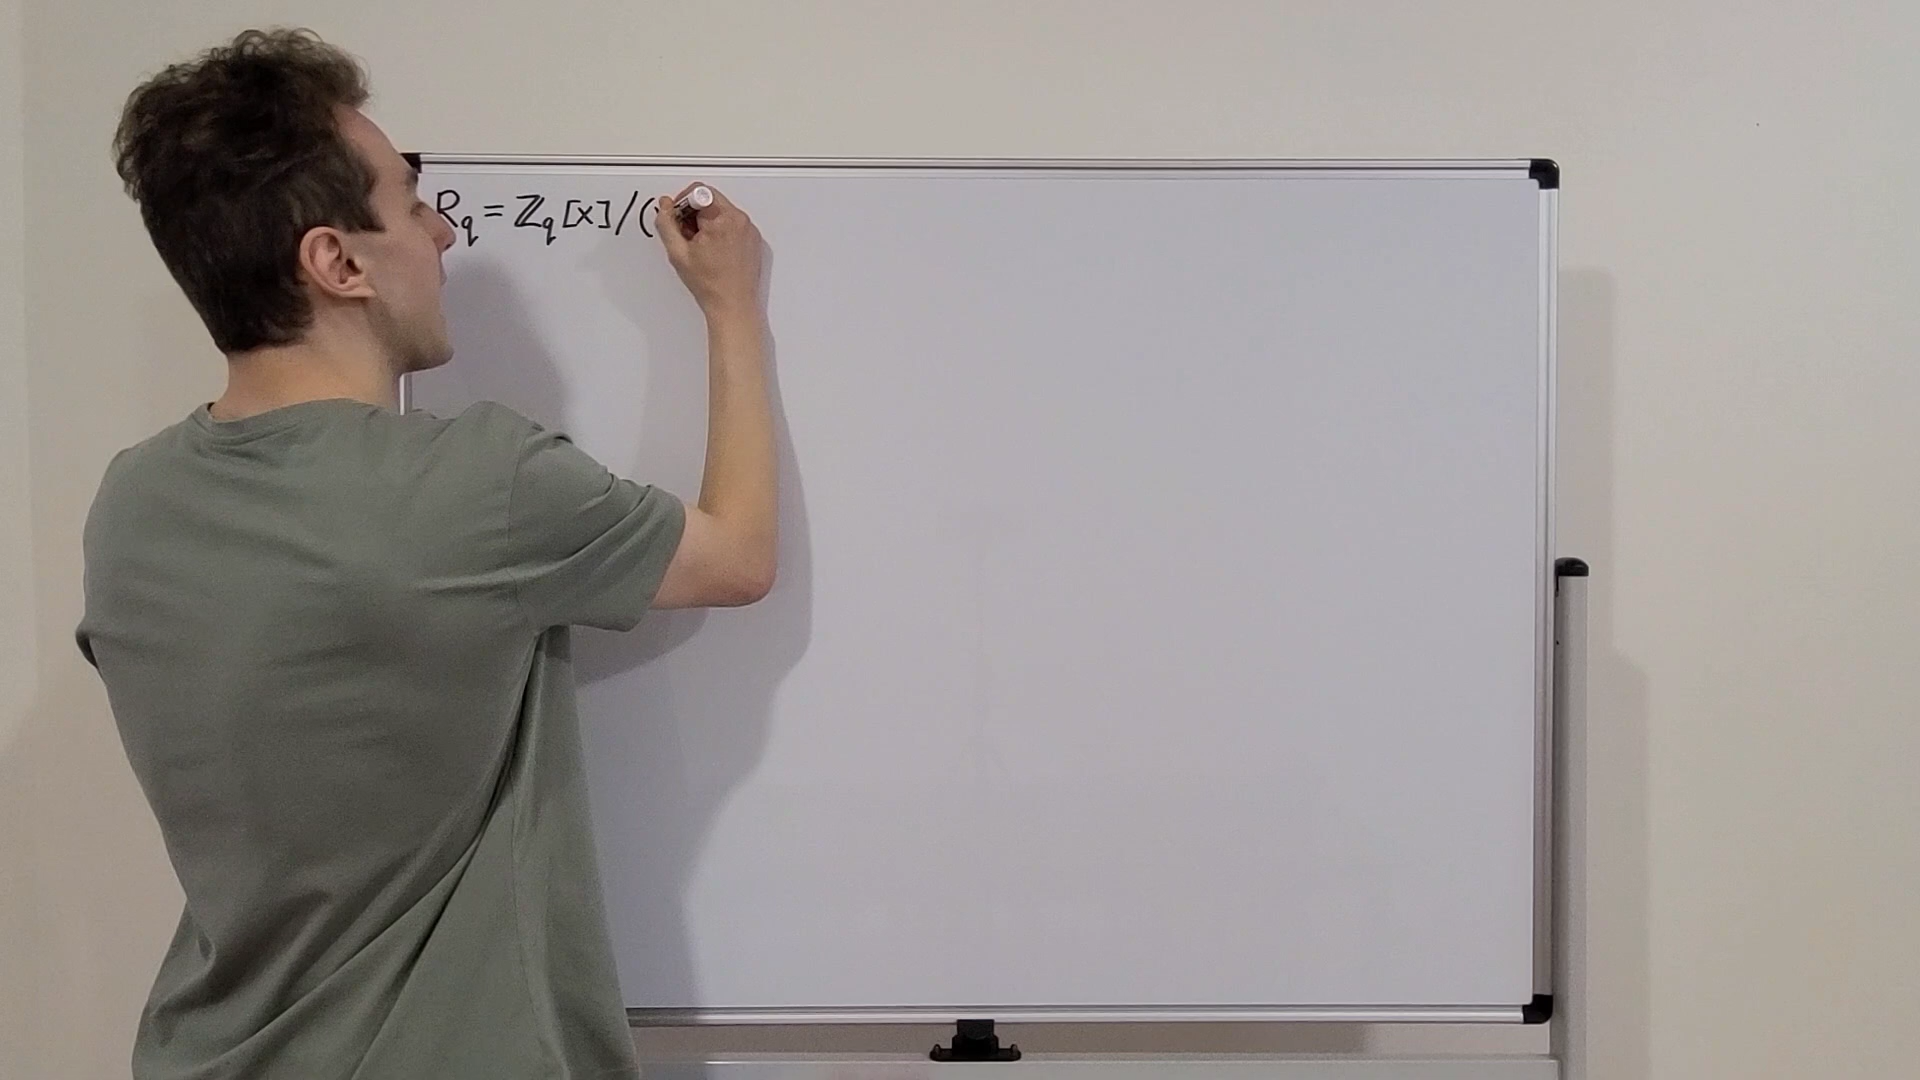 R_q = ℤ_q[x]/(